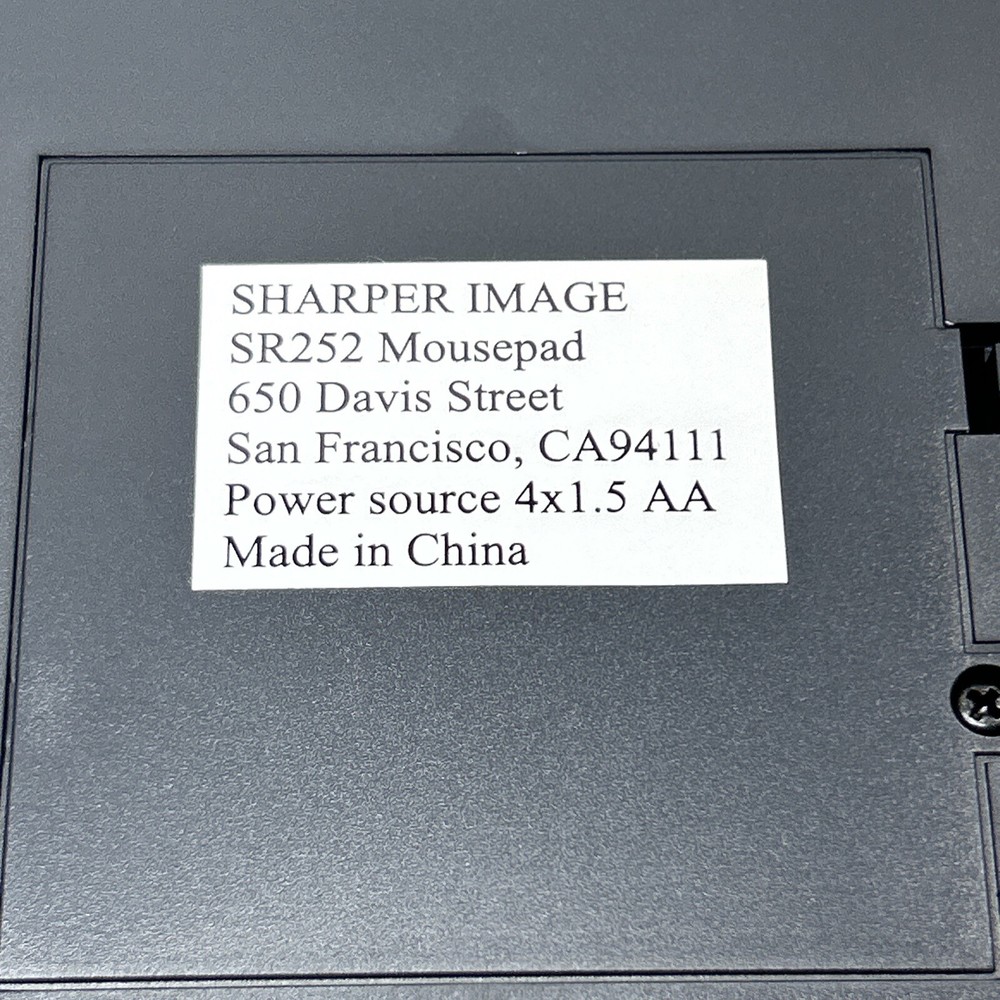 SHARPER IMAGE
SR252 Mousepad
650 Davis Street
San Francisco, CA94111
Power source 4x1.5 AA
Made in China